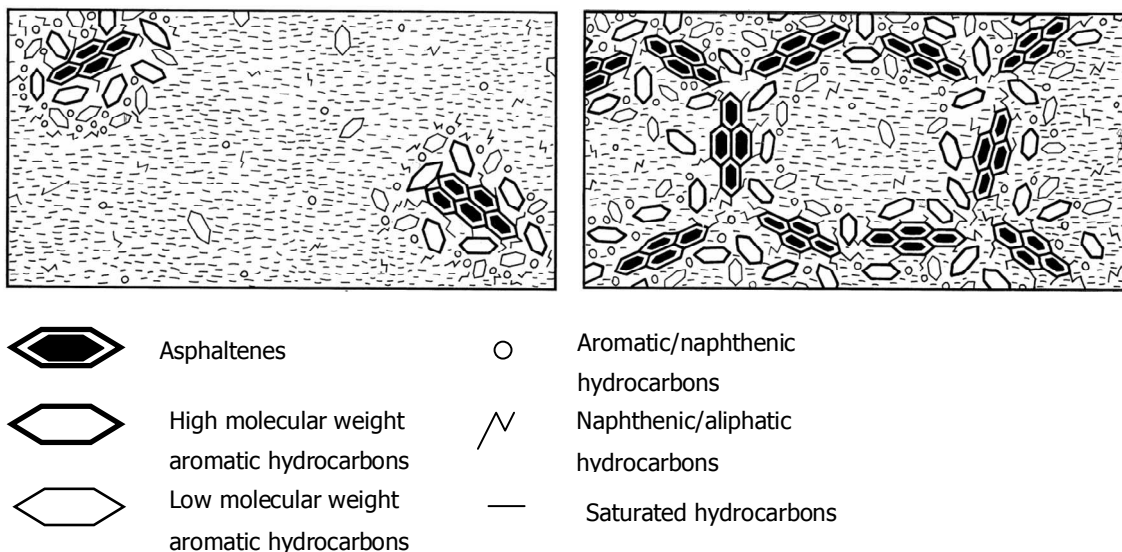 Asphaltenes
High molecular weight
aromatic hydrocarbons
Low molecular weight
aromatic hydrocarbons
Aromatic/naphthenic
hydrocarbons
Naphthenic/aliphatic
hydrocarbons
Saturated hydrocarbons